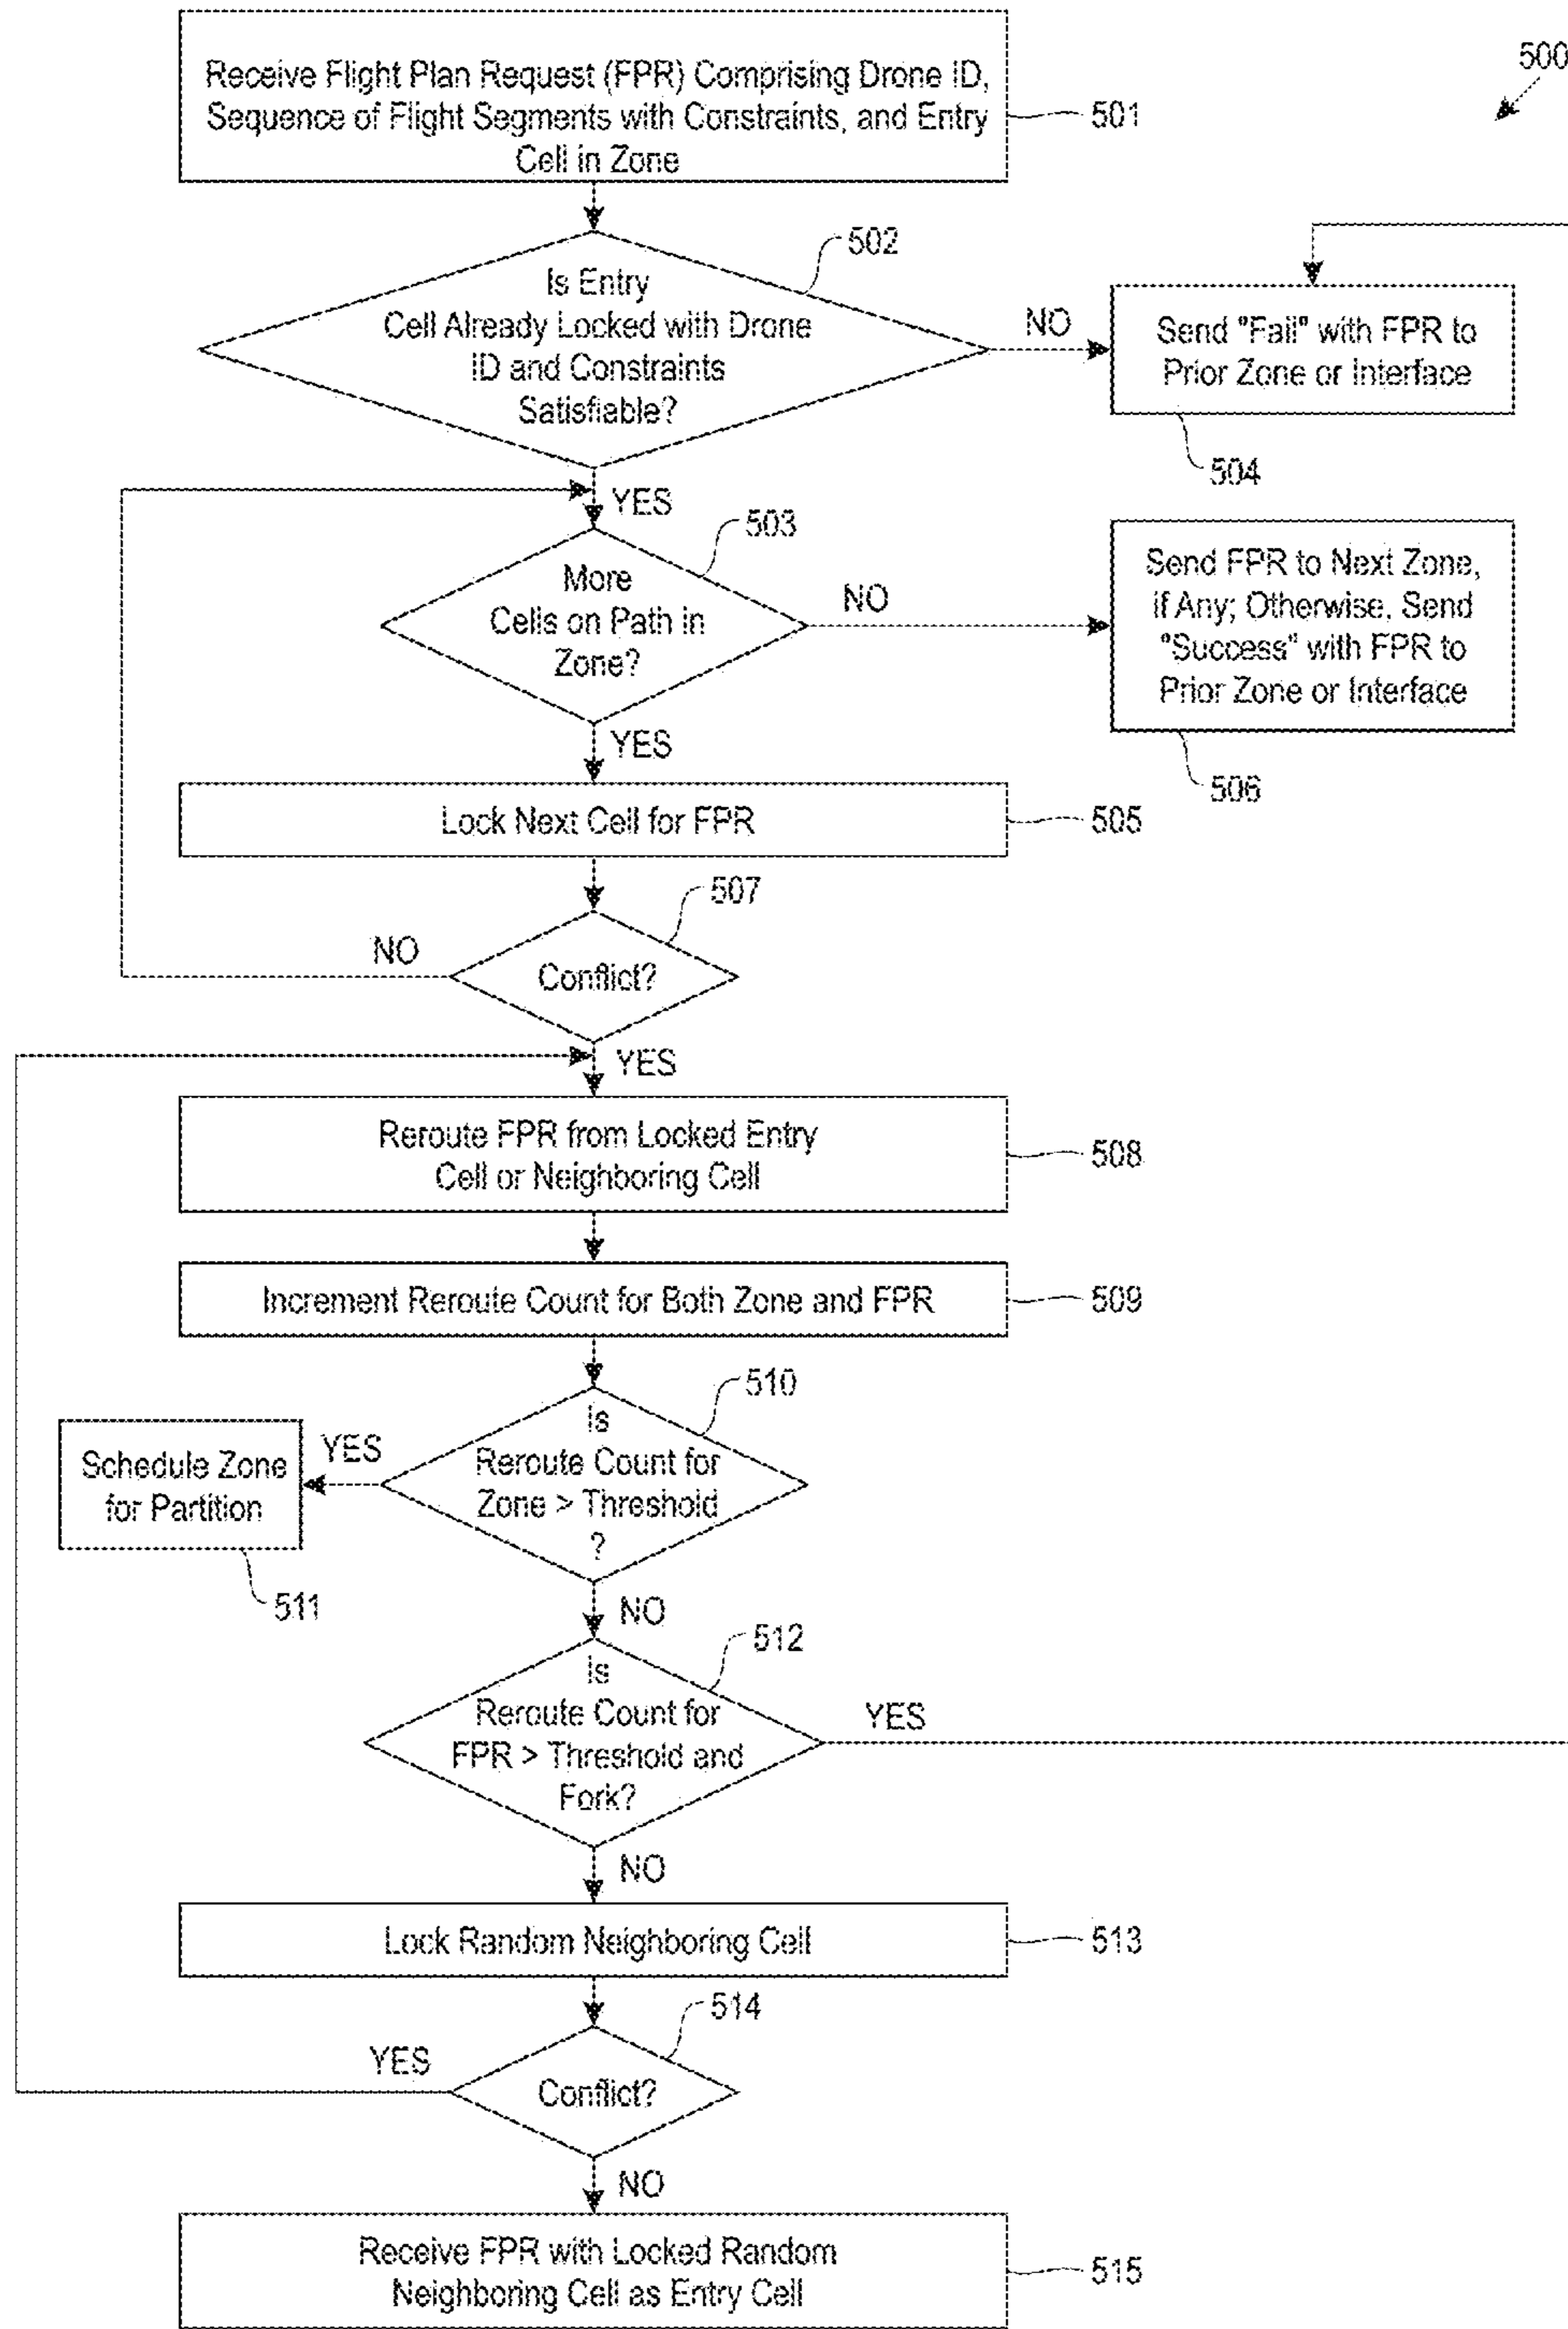 500
Receive Flight Plan Request (FPR) Comprising Drone ID,
Sequence of Flight Segments with Constraints, and Entry
Cell in Zone
501
502
Is Entry
Cell Already Locked with Drone
ID and Constraints
Satisfiable?
NO
Send "Fail" with FPR to
Prior Zone or Interface
504
YES
503
More
Cells on Path in
Zone?
NO
Send FPR to Next Zone,
if Any; Otherwise, Send
"Success" with FPR to
Prior Zone or Interface
506
YES
Lock Next Cell for FPR
505
507
NO
Conflict?
YES
Reroute FPR from Locked Entry
Cell or Neighboring Cell
508
Increment Reroute Count for Both Zone and FPR
509
510
Is
Reroute Count for
Zone > Threshold
?
YES
Schedule Zone
for Partition
511
NO
512
Is
Reroute Count for
FPR > Threshold and
Fork?
YES
NO
Lock Random Neighboring Cell
513
514
YES
Conflict?
NO
Receive FPR with Locked Random
Neighboring Cell as Entry Cell
515